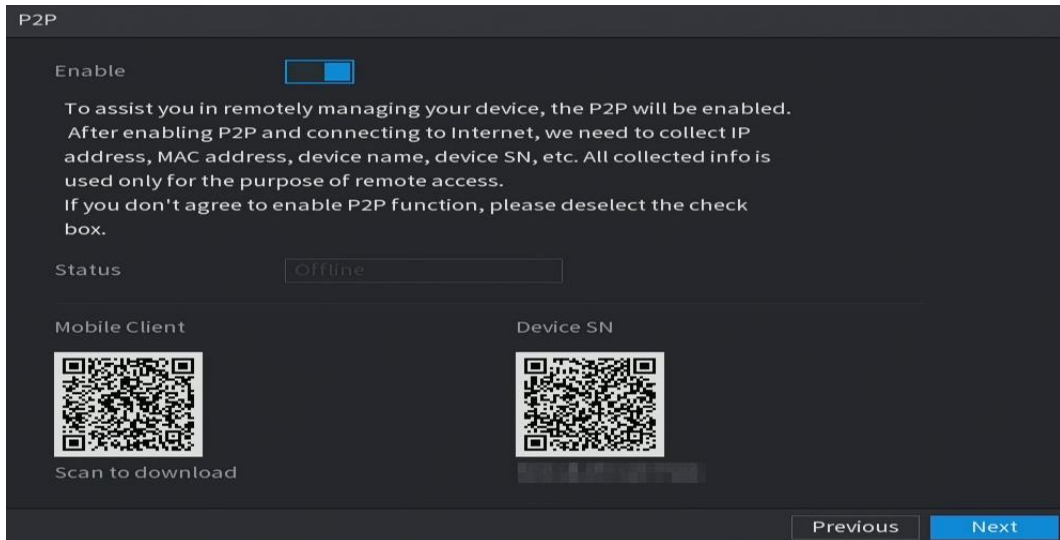 P2P
Enable
To assist you in remotely managing your device, the P2P will be enabled.
After enabling P2P and connecting to Internet, we need to collect IP
address, MAC address, device name, device SN, etc. All collected info is
used only for the purpose of remote access.
If you don't agree to enable P2P function, please deselect the check
box.
Status
Offline
Mobile Client
Device SN
Scan to download
Previous
Next